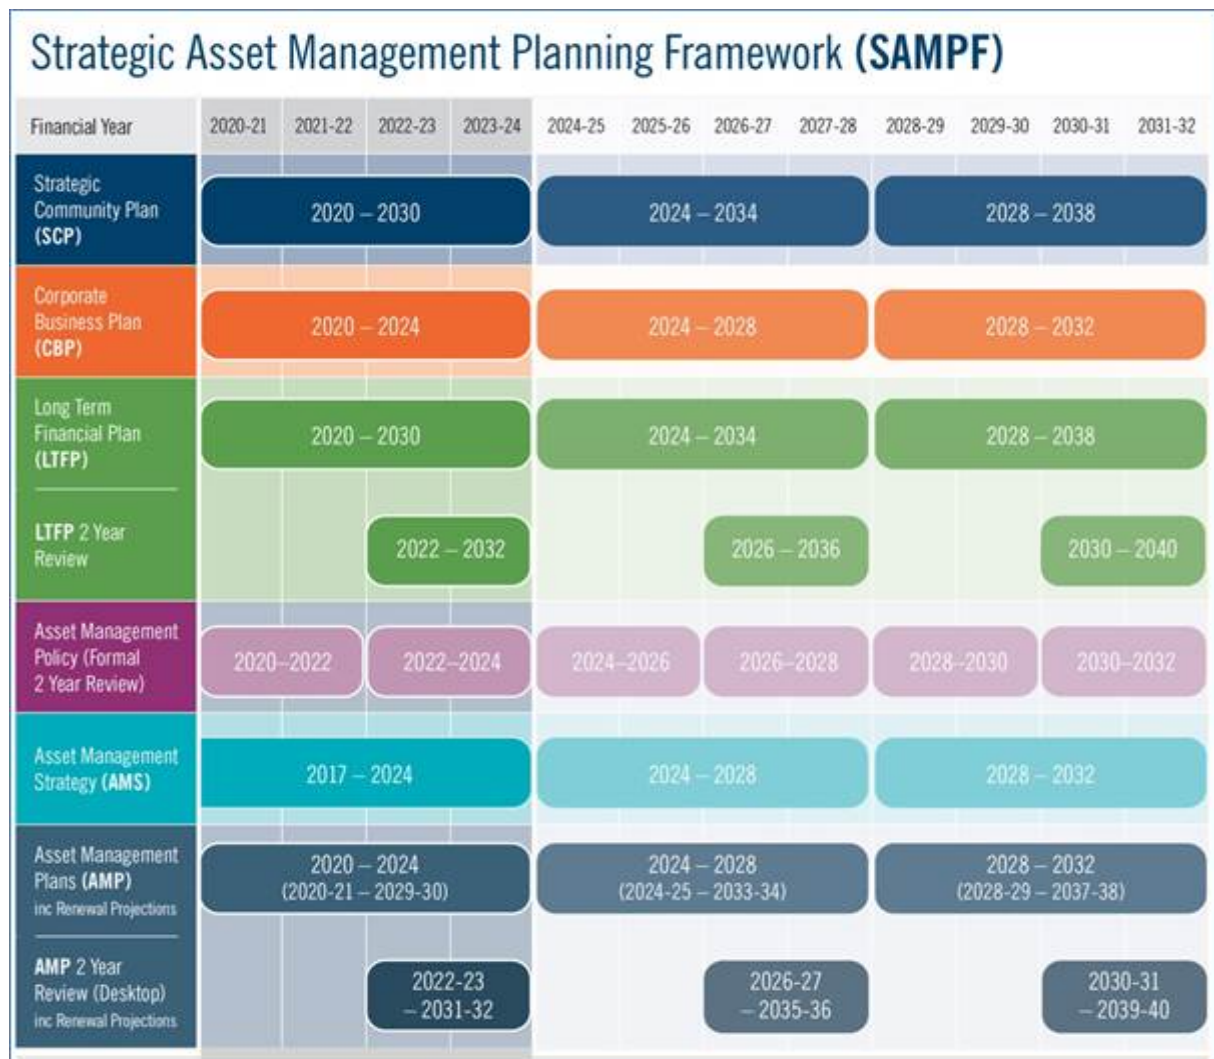 Strategic Asset Management Planning Framework (SAMPF)
Financial Year 2020-21 2021-22 2022-23 2023-24 2024-25 2025-26 2026-27 2027-28 2028-29 2029-30 2030-31 2031-32
Strategic
Community Plan
(SCP)
2020 – 2030 2024 – 2034 2028 – 2038
Corporate
Business Plan
(CBP)
2020 – 2024 2024 – 2028 2028 – 2032
Long Term
Financial Plan
(LTFP)
2020 – 2030 2024 – 2034 2028 – 2038
LTFP 2 Year
Review
2022 – 2032 2026 – 2036 2030 – 2040
Asset Management
Policy (Formal
2 Year Review)
2020–2022 2022–2024 2024–2026 2026–2028 2028–2030 2030–2032
Asset Management
Strategy (AMS)
2017 – 2024 2024 – 2028 2028 – 2032
Asset Management
Plans (AMP)
inc Renewal Projections
2020 – 2024 2024 – 2028 2028 – 2032
(2020-21 – 2029-30) (2024-25 – 2033-34) (2028-29 – 2037-38)
AMP 2 Year
Review (Desktop)
inc Renewal Projections
2022-23 2026-27 2030-31
– 2031-32 – 2035-36 – 2039-40